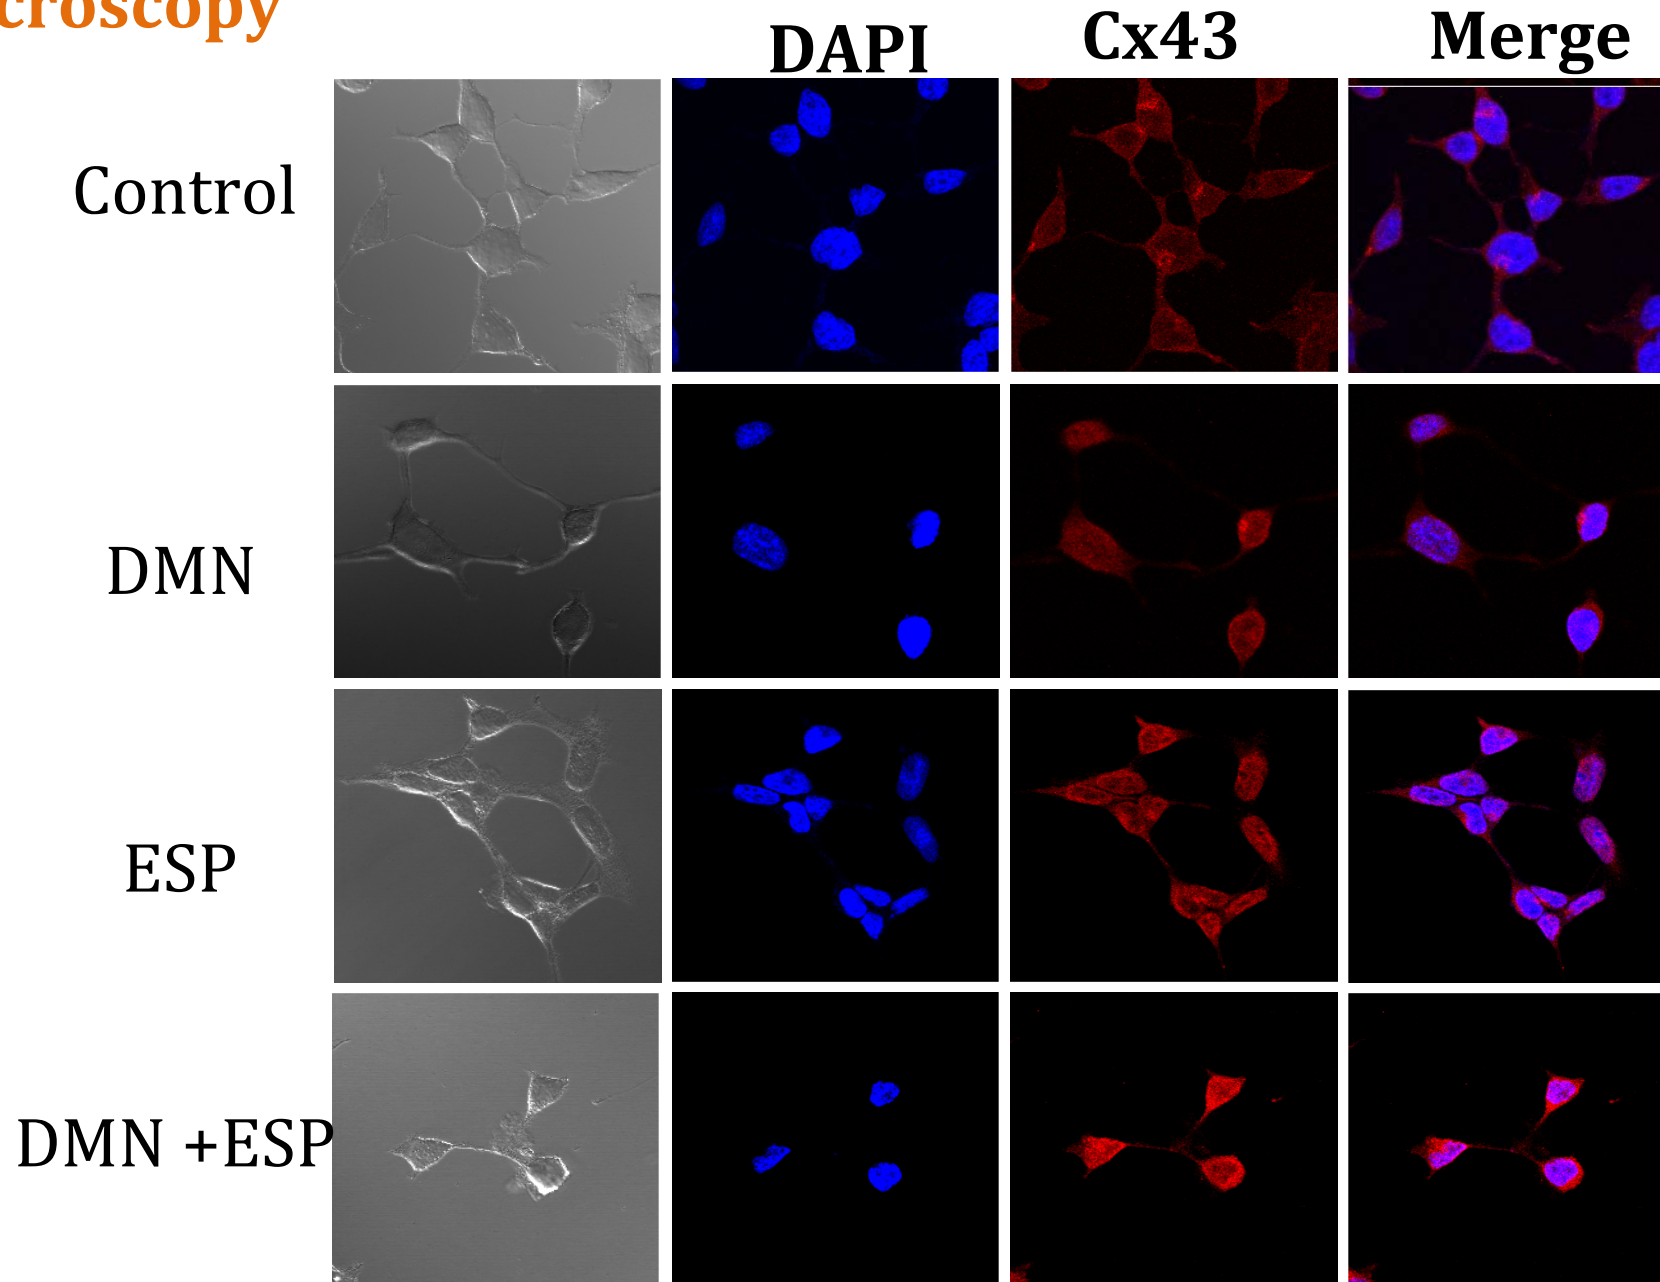 croscopy
DAPI Cx43 Merge
Control
DMN
ESP
DMN +ESP